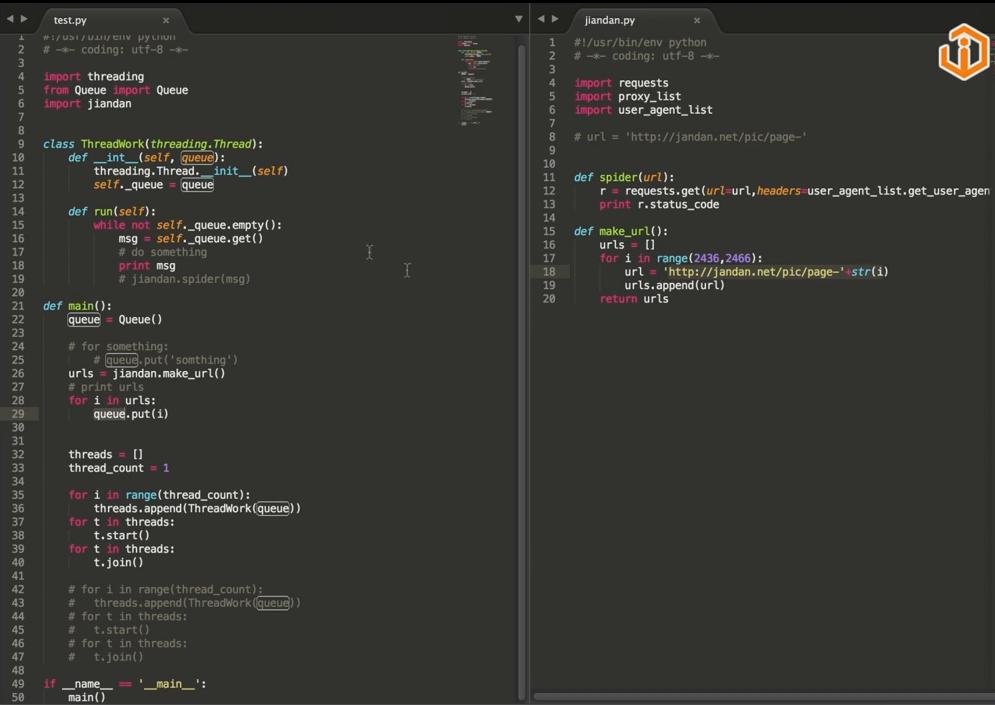 test.py
1 #!/usr/bin/env python
2 # -*- coding: utf-8 -*-
3
4 import threading
5 from Queue import Queue
6 import jiandan
7
8
9 class ThreadWork(threading.Thread):
10     def __int__(self, queue):
11         threading.Thread.__init__(self)
12         self._queue = queue
13
14     def run(self):
15         while not self._queue.empty():
16             msg = self._queue.get()
17             # do something
18             print msg
19             # jiandan.spider(msg)
20
21 def main():
22     queue = Queue()
23
24     # for something:
25         # queue.put('somthing')
26     urls = jiandan.make_url()
27     # print urls
28     for i in urls:
29         queue.put(i)
30
31
32     threads = []
33     thread_count = 1
34
35     for i in range(thread_count):
36         threads.append(ThreadWork(queue))
37     for t in threads:
38         t.start()
39     for t in threads:
40         t.join()
41
42     # for i in range(thread_count):
43     #   threads.append(ThreadWork(queue))
44     # for t in threads:
45     #   t.start()
46     # for t in threads:
47     #   t.join()
48
49 if __name__ == '__main__':
50     main()
jiandan.py
1 #!/usr/bin/env python
2 # -*- coding: utf-8 -*-
3
4 import requests
5 import proxy_list
6 import user_agent_list
7
8 # url = 'http://jandan.net/pic/page-'
9
10
11 def spider(url):
12     r = requests.get(url=url,headers=user_agent_list.get_user_agen
13     print r.status_code
14
15 def make_url():
16     urls = []
17     for i in range(2436,2466):
18         url = 'http://jandan.net/pic/page-'+str(i)
19         urls.append(url)
20     return urls